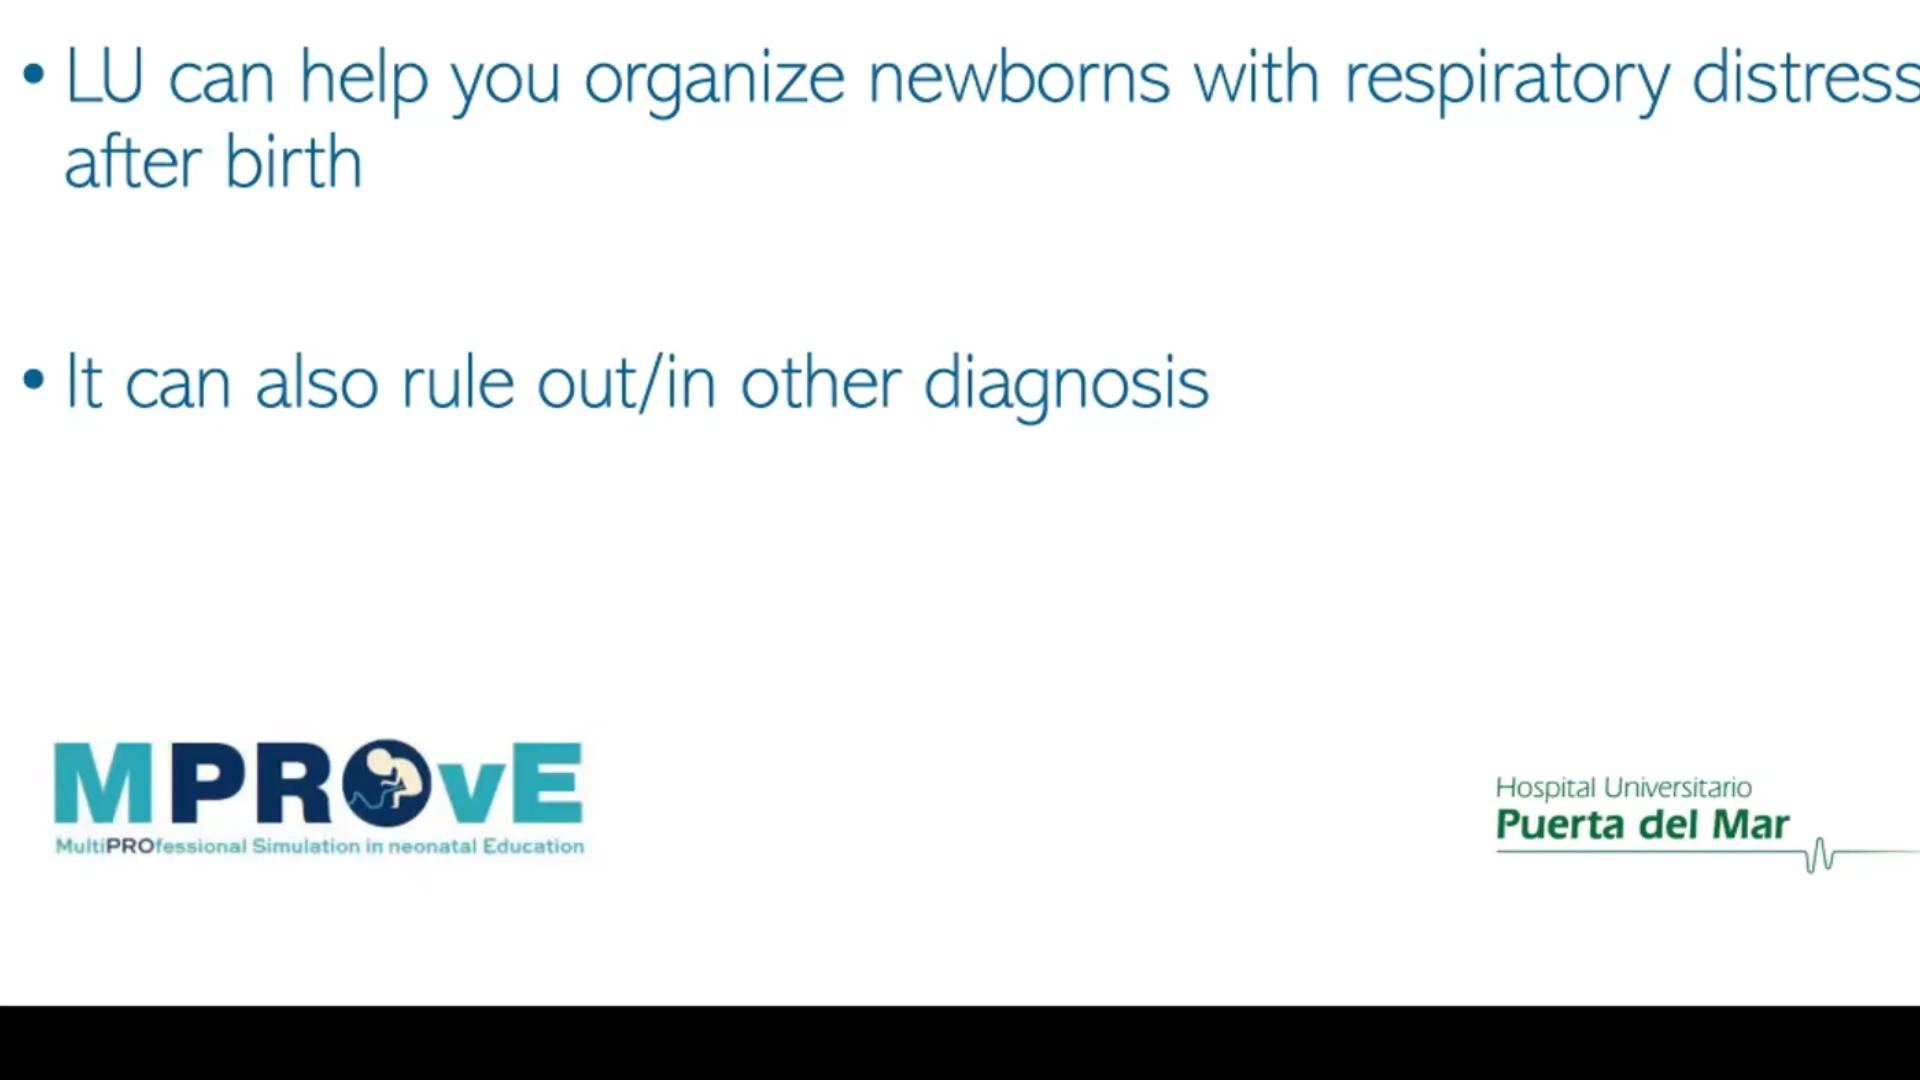 • LU can help you organize newborns with respiratory distress
after birth
• It can also rule out/in other diagnosis
MPROvE
MultiPROfessional Simulation in neonatal Education
Hospital Universitario
Puerta del Mar